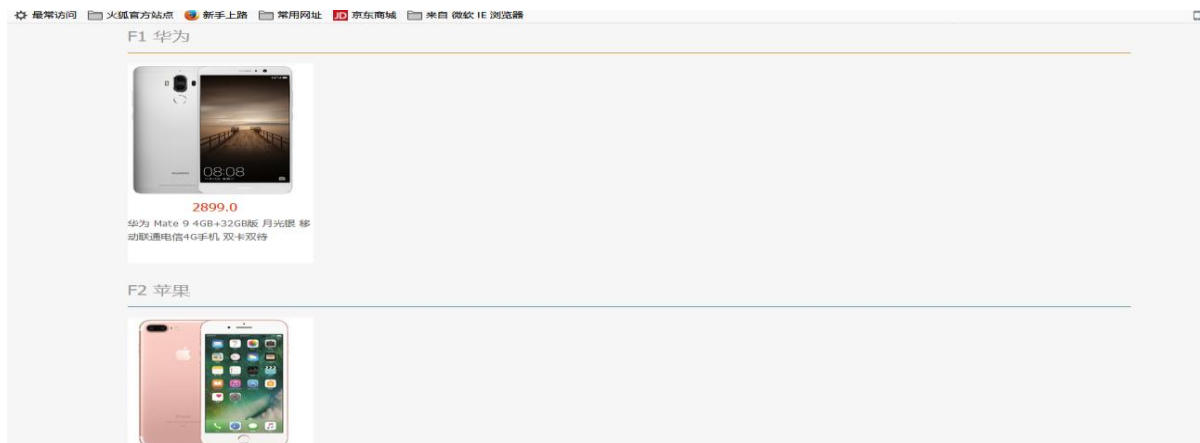 最常访问 火狐官方站点 新手上路 常用网址 JD 京东商城 来自 微软 IE 浏览器
F1 华为
08:08
2899.0
华为 Mate 9 4GB+32GB版 月光银 移
动联通电信4G手机 双卡双待
F2 苹果